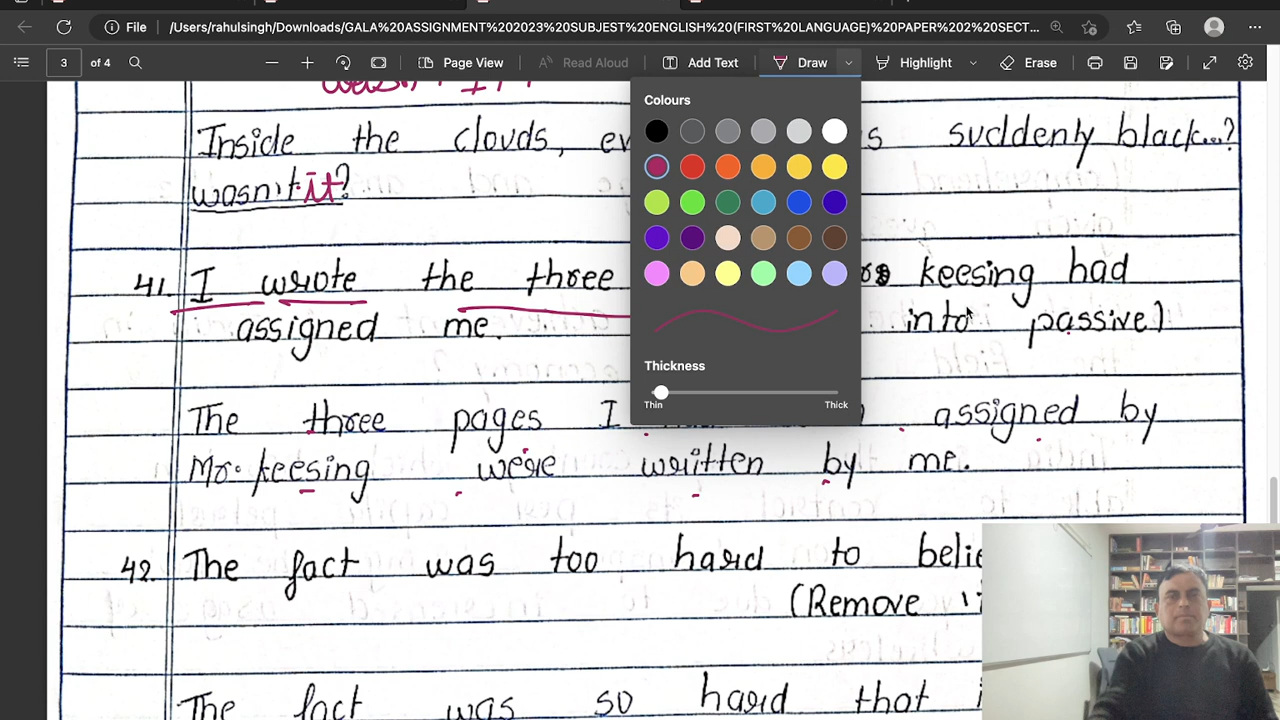 File /Users/rahulsingh/Downloads/GALA%20ASSIGNMENT%202023%20SUBJEST%20ENGLISH%20(FIRST%20LANGUAGE)%20PAPER%202%20SECT...
3 of 4 Page View Read Aloud Add Text Draw Highlight Erase
Colours
Thickness
Thin Thick
Inside the clouds, suddenly black...?
wasn't it?
41. I wrote the three keesing had
assigned me. into passive)
The three pages I assigned by
Mr. keesing were written by me.
42. The fact was too hard to
(Remove
The fact was so hard that